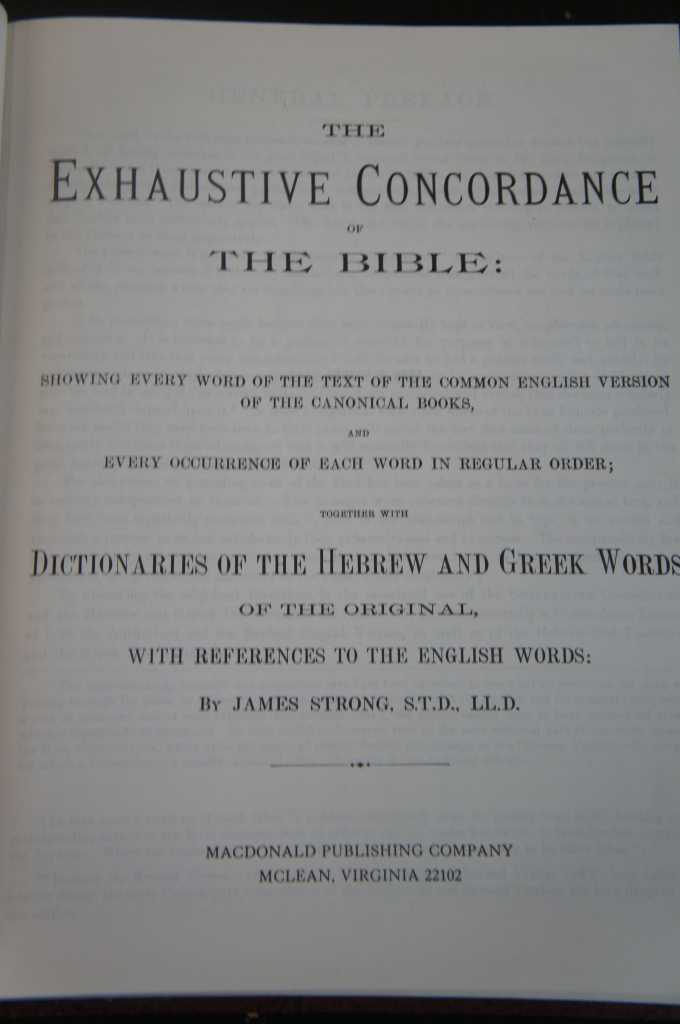 THE
EXHAUSTIVE CONCORDANCE
OF
THE BIBLE:
SHOWING EVERY WORD OF THE TEXT OF THE COMMON ENGLISH VERSION
OF THE CANONICAL BOOKS,
AND
EVERY OCCURRENCE OF EACH WORD IN REGULAR ORDER;
TOGETHER WITH
DICTIONARIES OF THE HEBREW AND GREEK WORDS
OF THE ORIGINAL,
WITH REFERENCES TO THE ENGLISH WORDS:
BY JAMES STRONG, S.T.D., LL.D.
MACDONALD PUBLISHING COMPANY
MCLEAN, VIRGINIA 22102